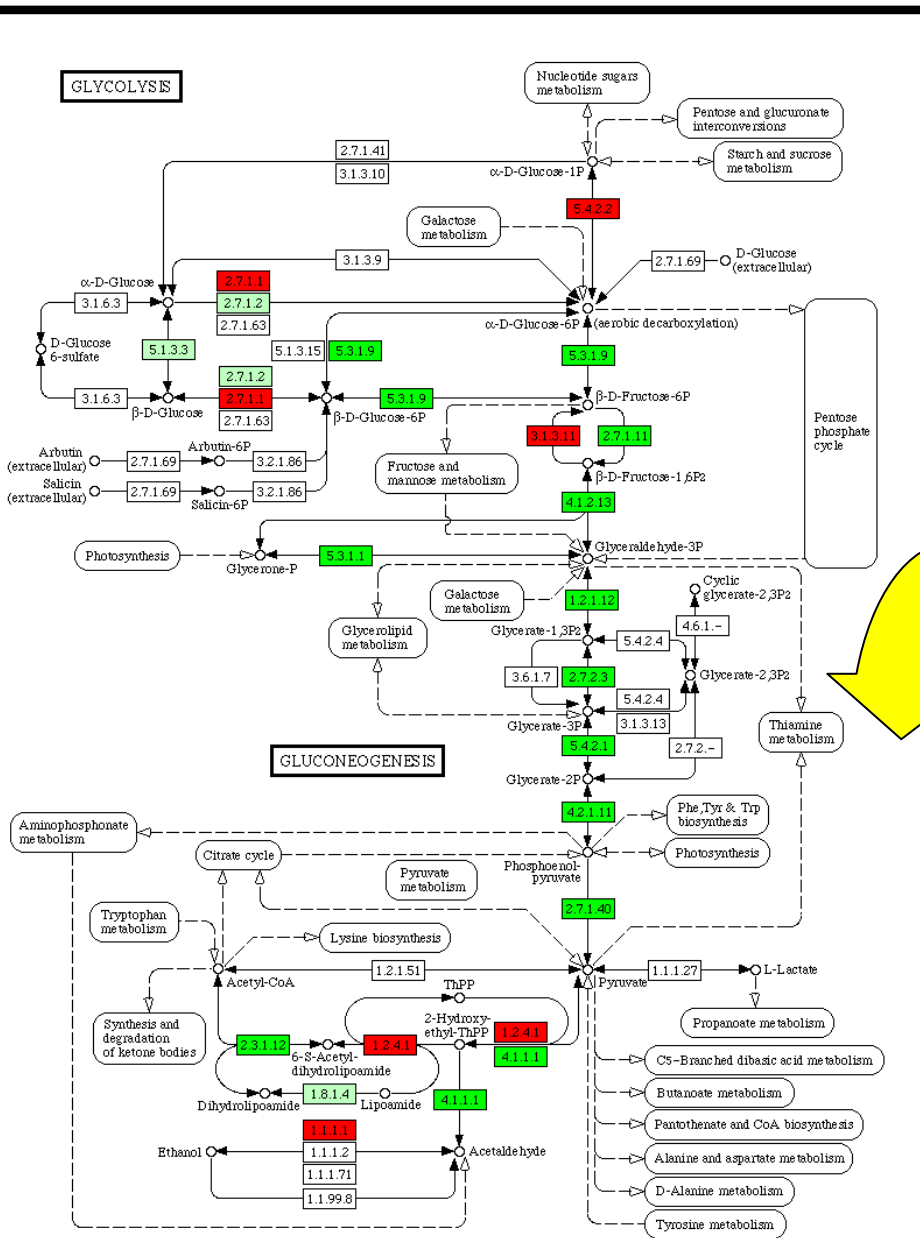 GLYCOLYSIS
Nucleotide sugars
metabolism
Pentose and glucuronate
interconversions
Starch and sucrose
metabolism
2.7.1.41
3.1.3.10
α-D-Glucose-1P
5.4.2.2
Galactose
metabolism
3.1.3.9
2.7.1.69
D-Glucose
(extracellular)
α-D-Glucose
2.7.1.1
3.1.6.3
2.7.1.2
2.7.1.63
α-D-Glucose-6P
(aerobic decarboxylation)
D-Glucose
6-sulfate
5.1.3.3
5.1.3.15
5.3.1.9
5.3.1.9
2.7.1.2
3.1.6.3
2.7.1.1
2.7.1.63
β-D-Glucose
5.3.1.9
β-D-Glucose-6P
β-D-Fructose-6P
Pentose
phosphate
cycle
3.1.3.11
2.7.1.11
Arbutin
(extracellular)
2.7.1.69
Arbutin-6P
3.2.1.86
Salicin
(extracellular)
2.7.1.69
Salicin-6P
3.2.1.86
Fructose and
mannose metabolism
β-D-Fructose-1,6P2
4.1.2.13
Photosynthesis
Glycerone-P
5.3.1.1
Glyceraldehyde-3P
Galactose
metabolism
1.2.1.12
Cyclic
glycerate-2,3P2
4.6.1.-
Glycerolipid
metabolism
Glycerate-1,3P2
5.4.2.4
3.6.1.7
2.7.2.3
Glycerate-2,3P2
5.4.2.4
3.1.3.13
Glycerate-3P
Thiamine
metabolism
5.4.2.1
2.7.2.-
GLUCONEOGENESIS
Glycerate-2P
4.2.1.11
Phe,Tyr & Trp
biosynthesis
Aminophosphonate
metabolism
Citrate cycle
Pyruvate
metabolism
Phosphoenol-
pyruvate
Photosynthesis
2.7.1.40
Tryptophan
metabolism
Lysine biosynthesis
Acetyl-CoA
1.2.1.51
Pyruvate
1.1.1.27
L-Lactate
ThPP
Synthesis and
degradation
of ketone bodies
2-Hydroxy-
ethyl-ThPP
1.2.4.1
Propanoate metabolism
2.3.1.12
6-S-Acetyl-
dihydrolipoamide
1.2.4.1
4.1.1.1
C5-Branched dibasic acid metabolism
Dihydrolipoamide
1.8.1.4
Lipoamide
4.1.1.1
Butanoate metabolism
Pantothenate and CoA biosynthesis
1.1.1.1
Ethanol
1.1.1.2
Acetaldehyde
Alanine and aspartate metabolism
1.1.1.71
D-Alanine metabolism
1.1.99.8
Tyrosine metabolism